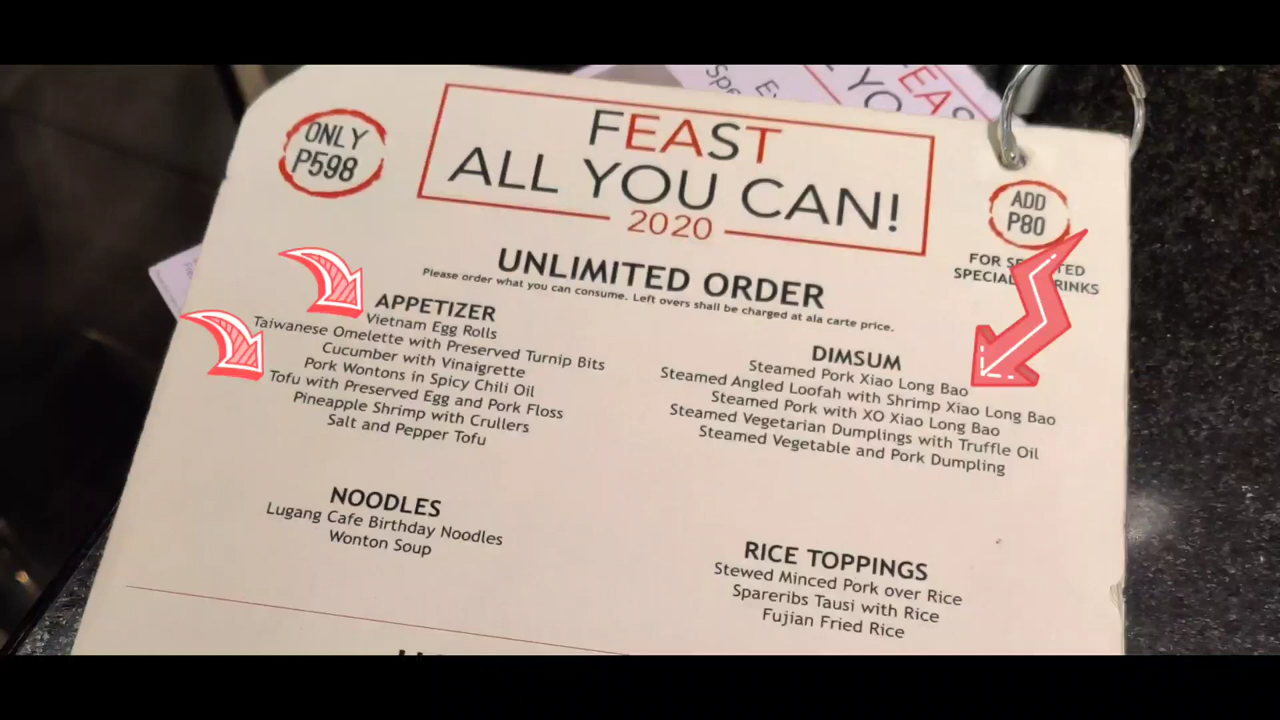 ONLY
P598
FEAST
ALL YOU CAN!
2020
ADD
P80
FOR
SPECIAL
UNLIMITED ORDER
Please order what you can consume. Left overs shall be charged at ala carte price.
APPETIZER
Vietnam Egg Rolls
Taiwanese Omelette with Preserved Turnip Bits
Cucumber with Vinaigrette
Pork Wontons in Spicy Chili Oil
Tofu with Preserved Egg and Pork Floss
Pineapple Shrimp with Crullers
Salt and Pepper Tofu
DIMSUM
Steamed Pork Xiao Long Bao
Steamed Angled Loofah with Shrimp Xiao Long Bao
Steamed Pork with XO Xiao Long Bao
Steamed Vegetarian Dumplings with Truffle Oil
Steamed Vegetable and Pork Dumpling
NOODLES
Lugang Cafe Birthday Noodles
Wonton Soup
RICE TOPPINGS
Stewed Minced Pork over Rice
Spareribs Tausi with Rice
Fujian Fried Rice